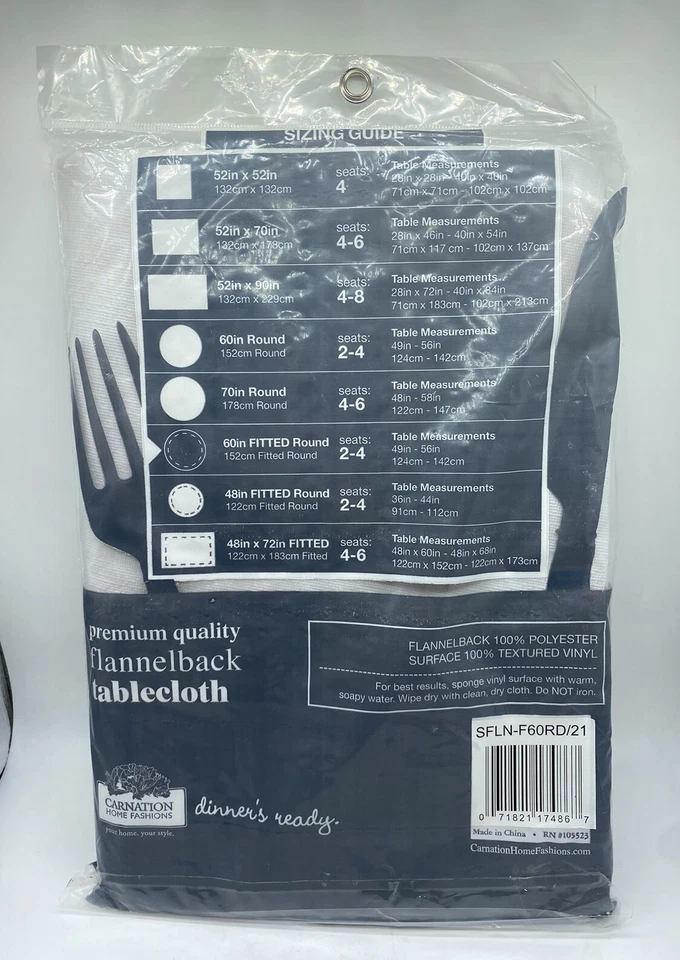 SIZING GUIDE
52in x 52in
132cm x 132cm
seats:
4
Table Measurements
28in x 28in - 40in x 40in
71cm x 71cm - 102cm x 102cm
52in x 70in
132cm x 178cm
seats:
4-6
Table Measurements
28in x 46in - 40in x 54in
71cm x 117 cm - 102cm x 137cm
52in x 90in
132cm x 229cm
seats:
4-8
Table Measurements
28in x 72in - 40in x 84in
71cm x 183cm - 102cm x 213cm
60in Round
152cm Round
seats:
2-4
Table Measurements
49in - 56in
124cm - 142cm
70in Round
178cm Round
seats:
4-6
Table Measurements
48in - 58in
122cm - 147cm
60in FITTED Round
152cm Fitted Round
seats:
2-4
Table Measurements
49in - 56in
124cm - 142cm
48in FITTED Round
122cm Fitted Round
seats:
2-4
Table Measurements
36in - 44in
91cm - 112cm
48in x 72in FITTED
122cm x 183cm Fitted
seats:
4-6
Table Measurements
48in x 60in - 48in x 68in
122cm x 152cm - 122cm x 173cm
premium quality
flannelback
tablecloth
FLANNELBACK 100% POLYESTER
SURFACE 100% TEXTURED VINYL
For best results, sponge vinyl surface with warm,
soapy water. Wipe dry with clean, dry cloth. Do NOT iron.
SFLN-F60RD/21
0 71821 17486 7
Made in China • RN #105523
CarnationHomeFashions.com
CARNATION
HOME FASHIONS
your home. your style.
dinner's ready.